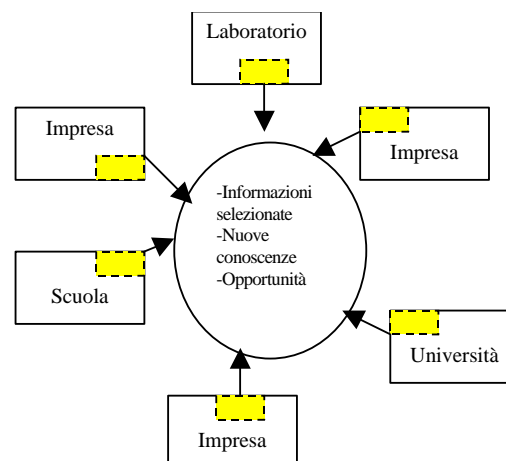 Laboratorio
Impresa
Impresa
-Informazioni
selezionate
-Nuove
conoscenze
-Opportunità
Scuola
Università
Impresa